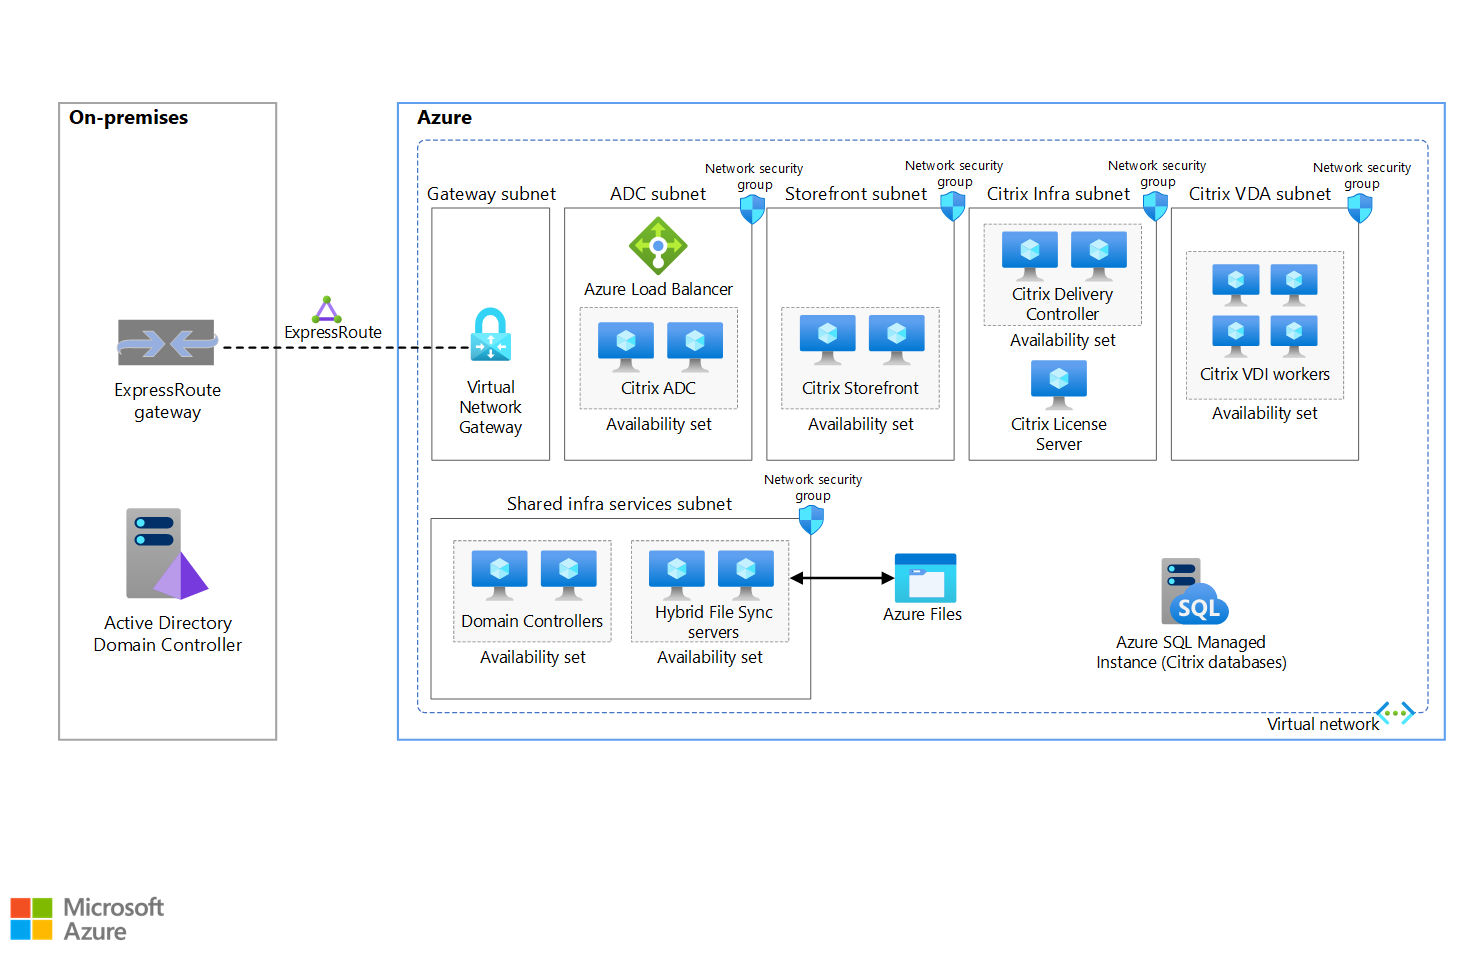 On-premises
ExpressRoute
gateway
Active Directory
Domain Controller
ExpressRoute
Azure
Gateway subnet
Virtual
Network
Gateway
ADC subnet
Network security
group
Azure Load Balancer
Citrix ADC
Availability set
Storefront subnet
Network security
group
Citrix Storefront
Availability set
Citrix Infra subnet
Network security
group
Citrix Delivery
Controller
Availability set
Citrix License
Server
Citrix VDA subnet
Network security
group
Citrix VDI workers
Availability set
Shared infra services subnet
Network security
group
Domain Controllers
Availability set
Hybrid File Sync
servers
Availability set
Azure Files
SQL
Azure SQL Managed
Instance (Citrix databases)
Virtual network
Microsoft
Azure